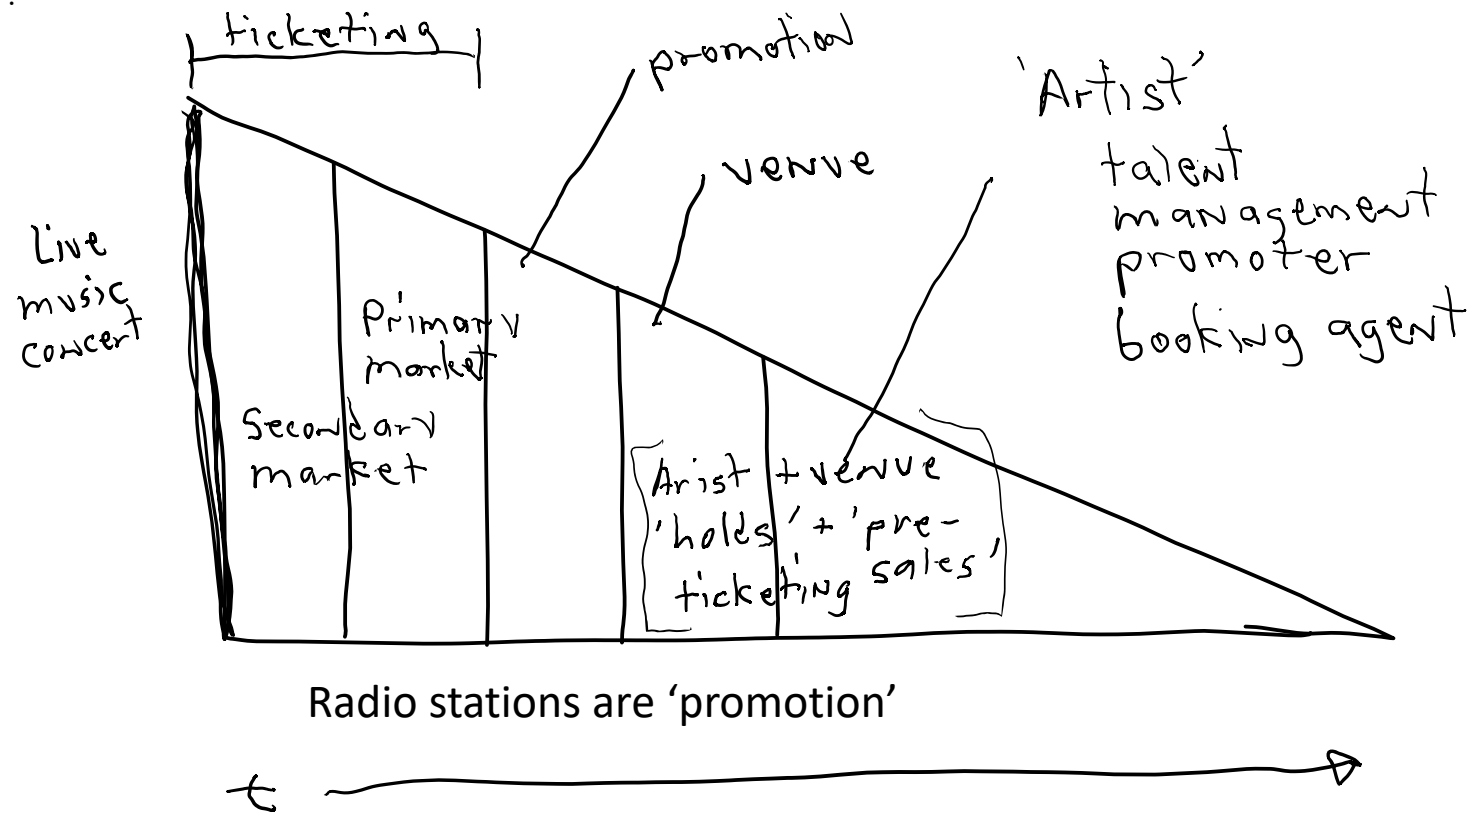 ticketing
promotion
venue
'Artist'
talent
management
promoter
booking agent
Live
music
concert
Primary
market
Secondary
market
Arist + venue
'holds' + 'pre-
ticketing sales'
Radio stations are ‘promotion’
t